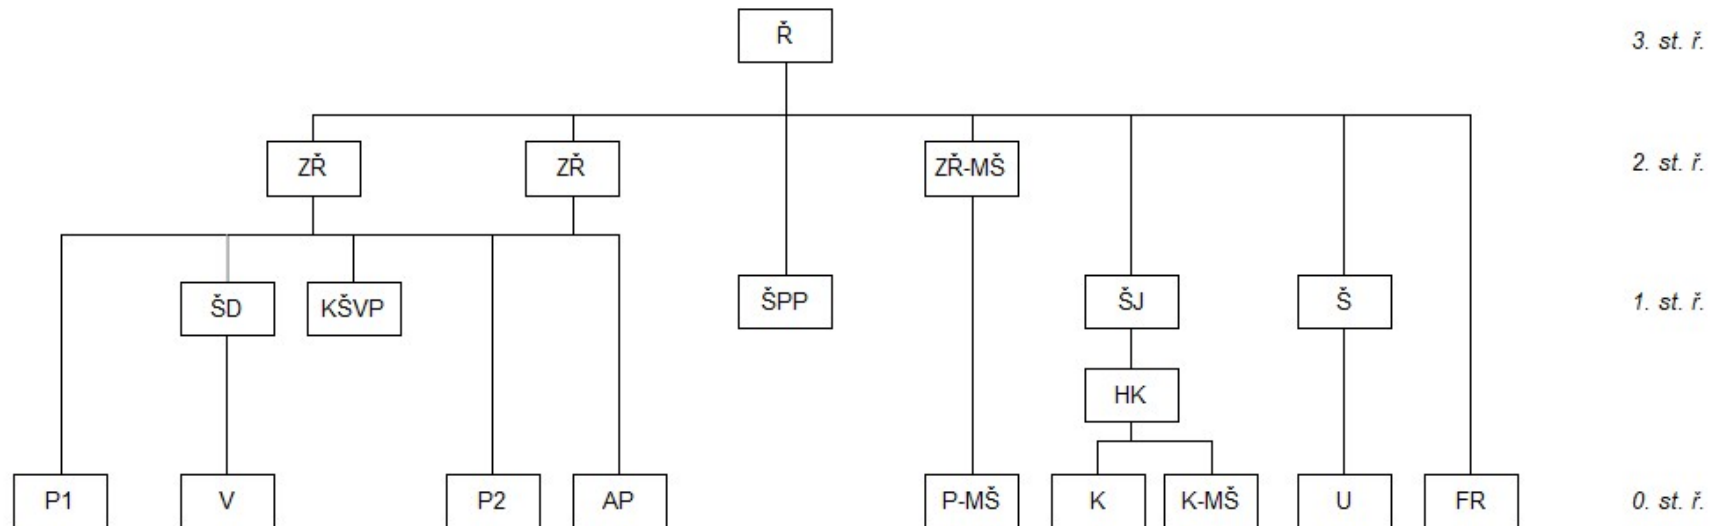 Ř
3. st. ř.
ZŘ
ZŘ
ZŘ-MŠ
2. st. ř.
ŠD
KŠVP
ŠPP
ŠJ
Š
1. st. ř.
HK
P1
V
P2
AP
P-MŠ
K
K-MŠ
U
FR
0. st. ř.